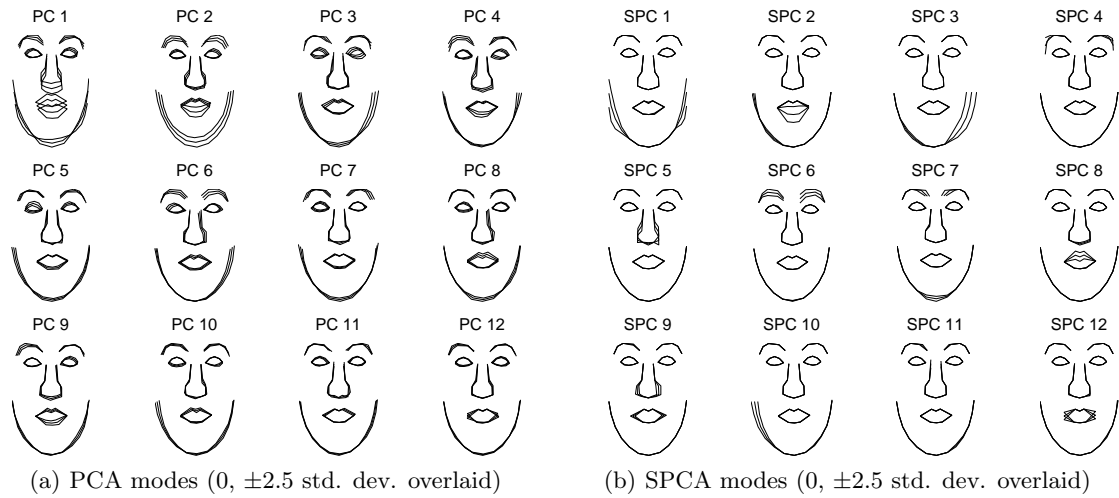 PC 1 PC 2 PC 3 PC 4 SPC 1 SPC 2 SPC 3 SPC 4
PC 5 PC 6 PC 7 PC 8 SPC 5 SPC 6 SPC 7 SPC 8
PC 9 PC 10 PC 11 PC 12 SPC 9 SPC 10 SPC 11 SPC 12
(a) PCA modes (0, ±2.5 std. dev. overlaid) (b) SPCA modes (0, ±2.5 std. dev. overlaid)